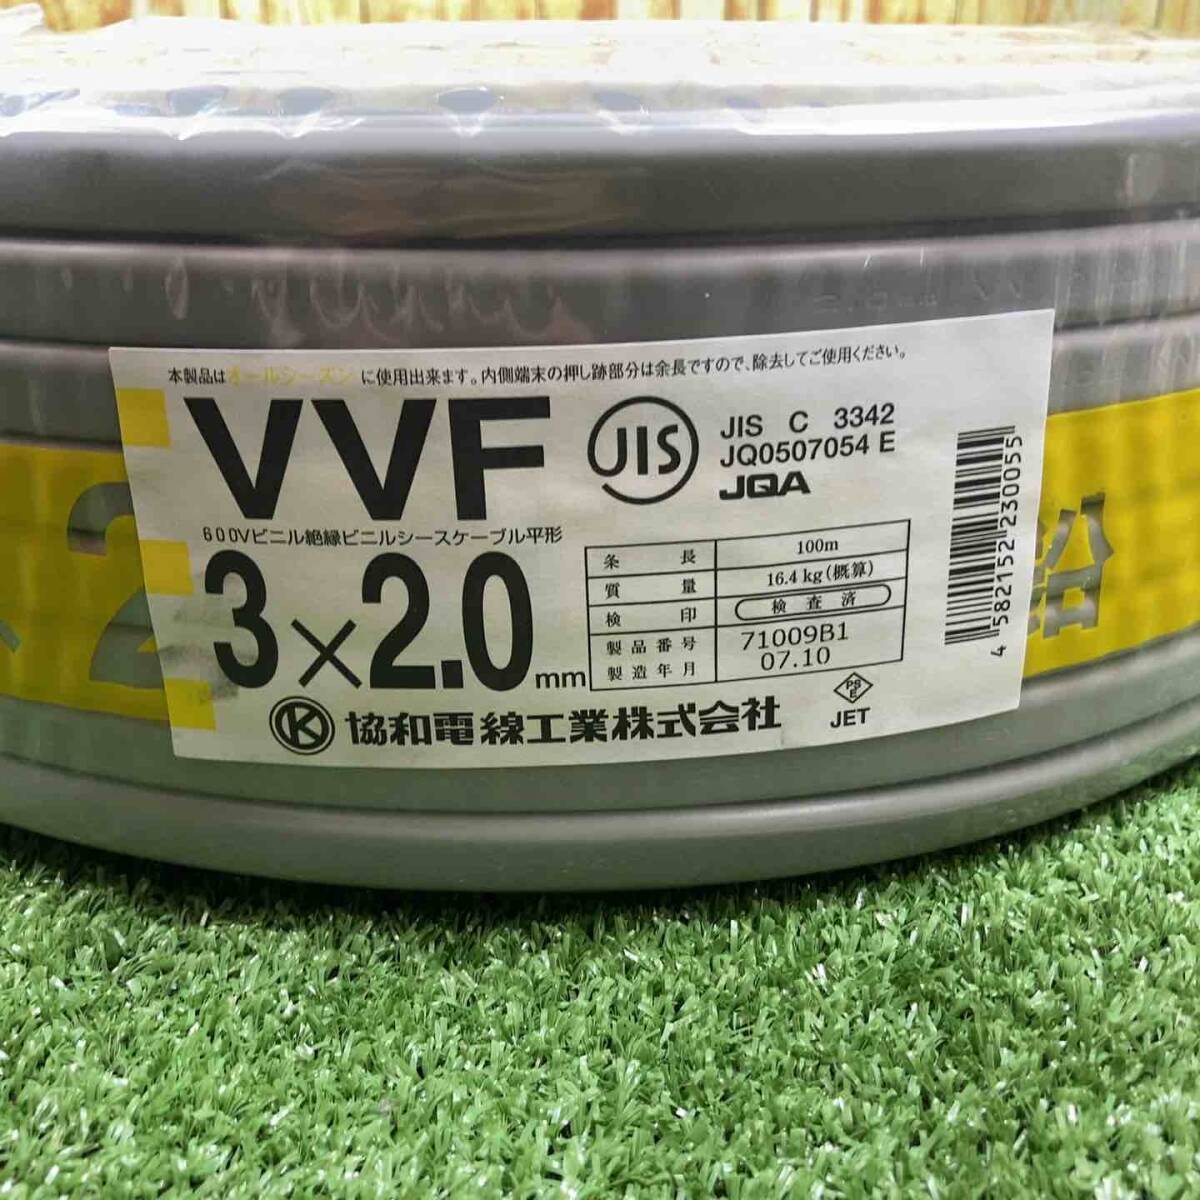 本製品はオールシーズンに使用出来ます。内側端末の押し跡部分は余長ですので、除去してご使用ください。
VVF
600Vビニル絶縁ビニルシースケーブル平形
3×2.0mm
JIS
JIS C 3342
JQ0507054 E
JQA
条長 100m
質量 16.4kg(概算)
検印 検査済
製品番号 71009B1
製造年月 07.10
K 協和電線工業株式会社
PS
E
JET
4582152230055
2
鉛